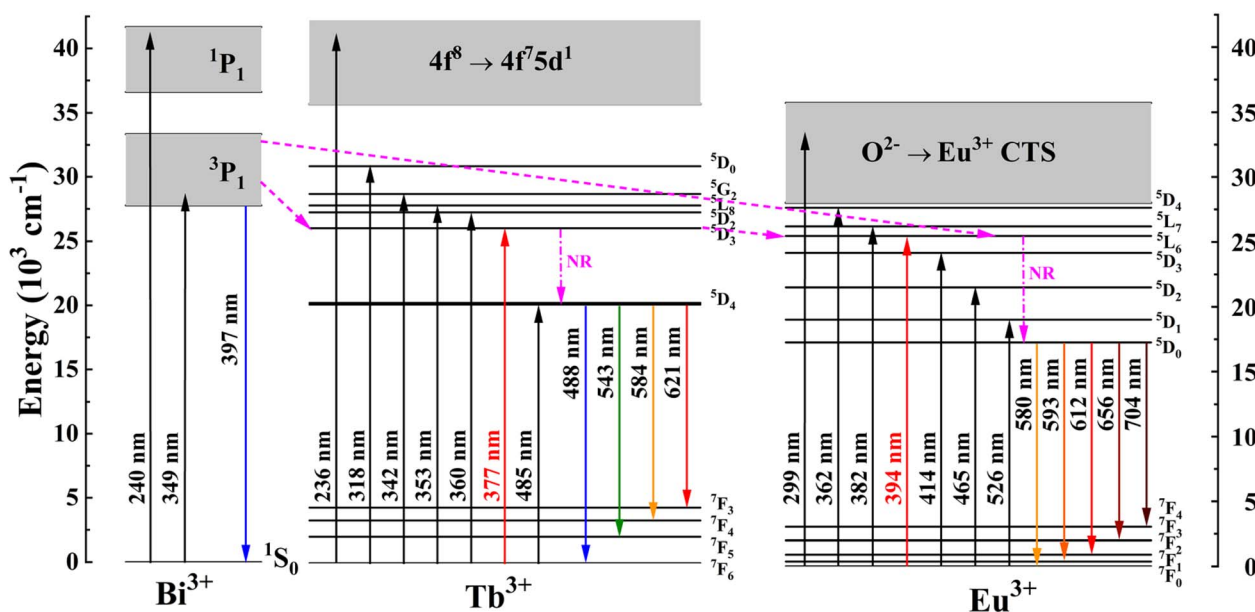 Energy (10³ cm⁻¹)
40
35
30
25
20
15
10
5
0
¹P₁
³P₁
240 nm
349 nm
397 nm
¹S₀
Bi³⁺
4f⁸ → 4f⁷5d¹
⁵D₀
⁵G₂
⁵L₈
⁵D₂
⁵D₃
NR
⁵D₄
236 nm
318 nm
342 nm
353 nm
360 nm
377 nm
485 nm
488 nm
543 nm
584 nm
621 nm
⁷F₃
⁷F₄
⁷F₅
⁷F₆
Tb³⁺
O²⁻ → Eu³⁺ CTS
⁵D₄
⁵L₇
⁵L₆
⁵D₃
NR
⁵D₂
⁵D₁
⁵D₀
299 nm
362 nm
382 nm
394 nm
414 nm
465 nm
526 nm
580 nm
593 nm
612 nm
656 nm
704 nm
⁷F₄
⁷F₃
⁷F₂
⁷F₁
⁷F₀
Eu³⁺
40
35
30
25
20
15
10
5
0